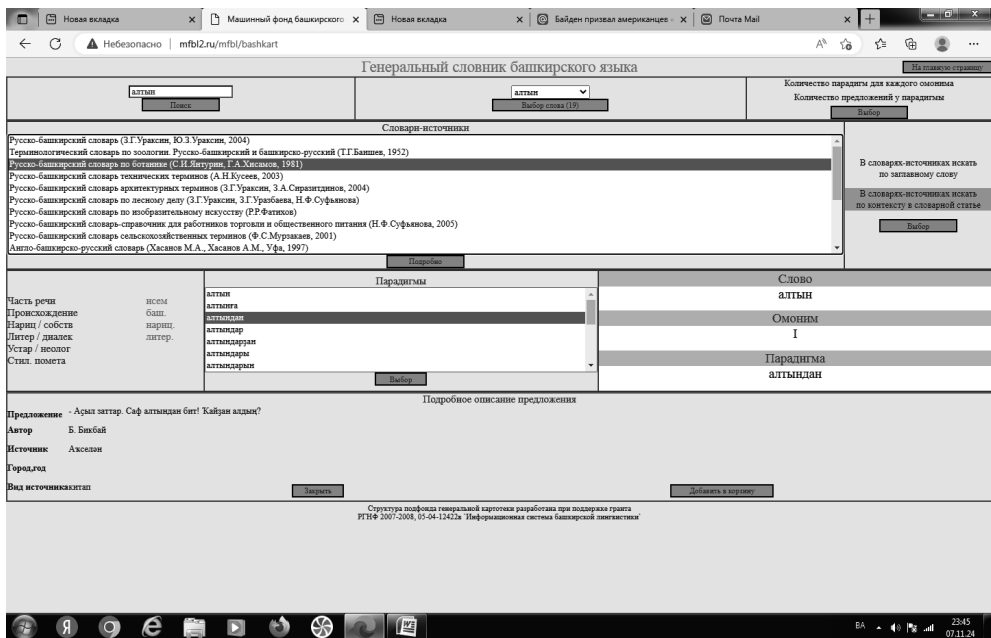 Новая вкладка
Машинный фонд башкирского
Новая вкладка
Байден призвал американцев -
Почта Mail
Небезопасно | mfbl2.ru/mfbl/bashkart
Генеральный словник башкирского языка
На главную страницу
алтын
Поиск
алтын
Выбор слова (19)
Количество парадигм для каждого омонима
Количество предложений у парадигмы
Выбор
Словари-источники
Русско-башкирский словарь (З.Г.Ураксин, Ю.З.Ураксин, 2004)
Терминологический словарь по зоологии. Русско-башкирский и башкирско-русский (Т.Г.Баишев, 1952)
Русско-башкирский словарь по ботанике (С.И.Янтурин, Г.А.Хисамов, 1981)
Русско-башкирский словарь технических терминов (А.Н.Кусеев, 2003)
Русско-башкирский словарь архитектурных терминов (З.Г.Ураксин, З.А.Сиразитдинов, 2004)
Русско-башкирский словарь по лесному делу (З.Г.Ураксин, З.Г.Уразбаева, Н.Ф.Суфьянова)
Русско-башкирский словарь по изобразительному искусству (Р.Р.Фатихов)
Русско-башкирский словарь-справочник для работников торговли и общественного питания (Н.Ф.Суфьянова, 2005)
Русско-башкирский словарь сельскохозяйственных терминов (Ф.С.Мурзакаев, 2001)
Англо-башкирско-русский словарь (Хасанов М.А., Хасанов А.М., Уфа, 1997)
Подробно
В словарях-источниках искать
по заглавному слову
В словарях-источниках искать
по контексту в словарной статье
Выбор
Часть речи исем
Происхождение баш.
Нариц / собств нариц.
Литер / диалек литер.
Устар / неолог
Стил. помета
Парадигмы
алтын
алтынға
алтындан
алтындар
алтындарҙан
алтындары
алтындарын
Выбор
Слово
алтын
Омоним
I
Парадигма
алтындан
Подробное описание предложения
Предложение - Аҫыл заттар. Саф алтындан бит! Ҡайҙан алдың?
Автор Б. Бикбай
Источник Аҡселән
Город,год
Вид источника китап
Закрыть
Добавить в корзину
Структура подфонда генеральной картотеки разработана при поддержке гранта
РГНФ 2007-2008, 05-04-12422в 'Информационная система башкирской лингвистики'
BA
23:45
07.11.24